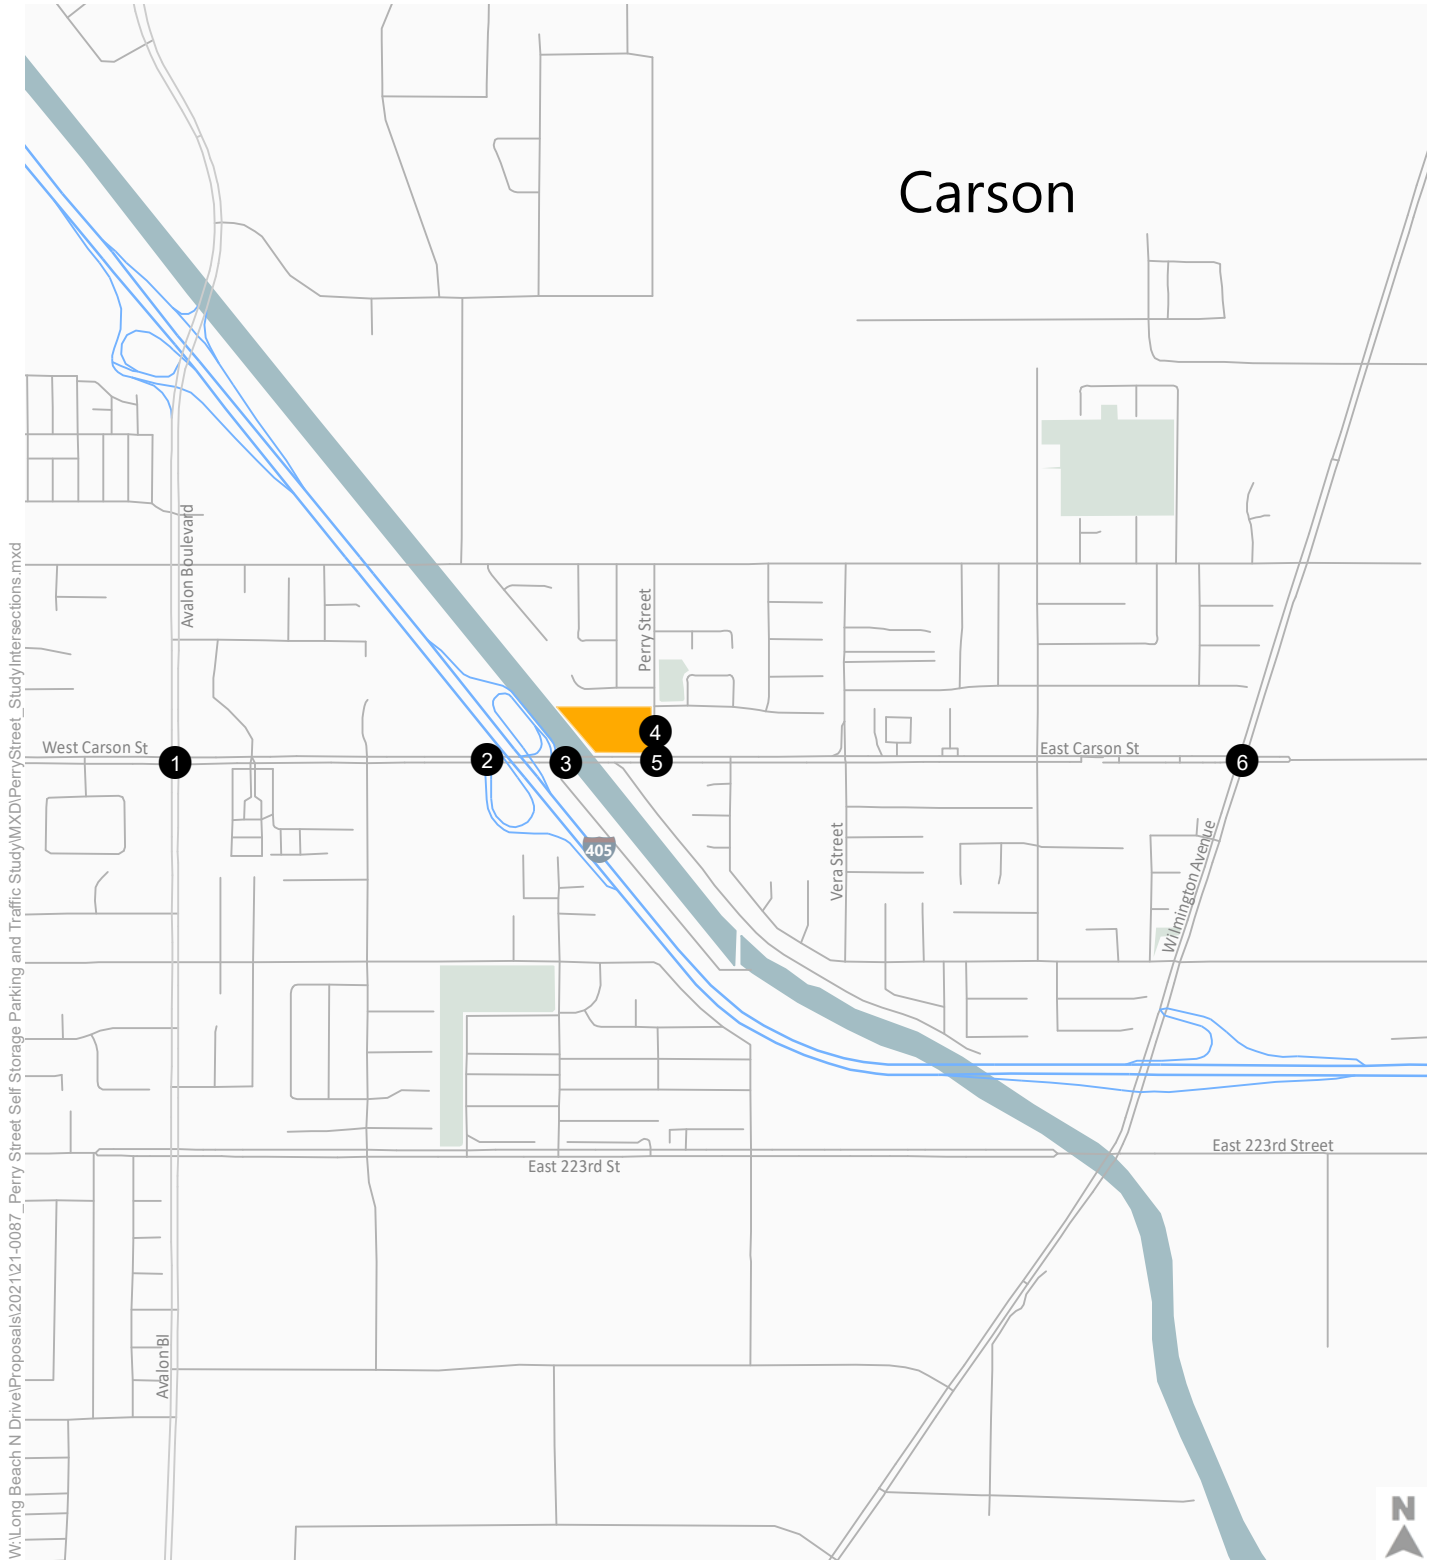 Carson
Avalon Boulevard
Perry Street
West Carson St
East Carson St
1
2
3
4
5
6
405
Vera Street
Wilmington Avenue
East 223rd St
East 223rd Street
Avalon Bl
N
W:\Long Beach N Drive\Proposals\2021\21-0087_Perry Street Self Storage Parking and Traffic Study\MXD\PerryStreet_StudyIntersections.mxd